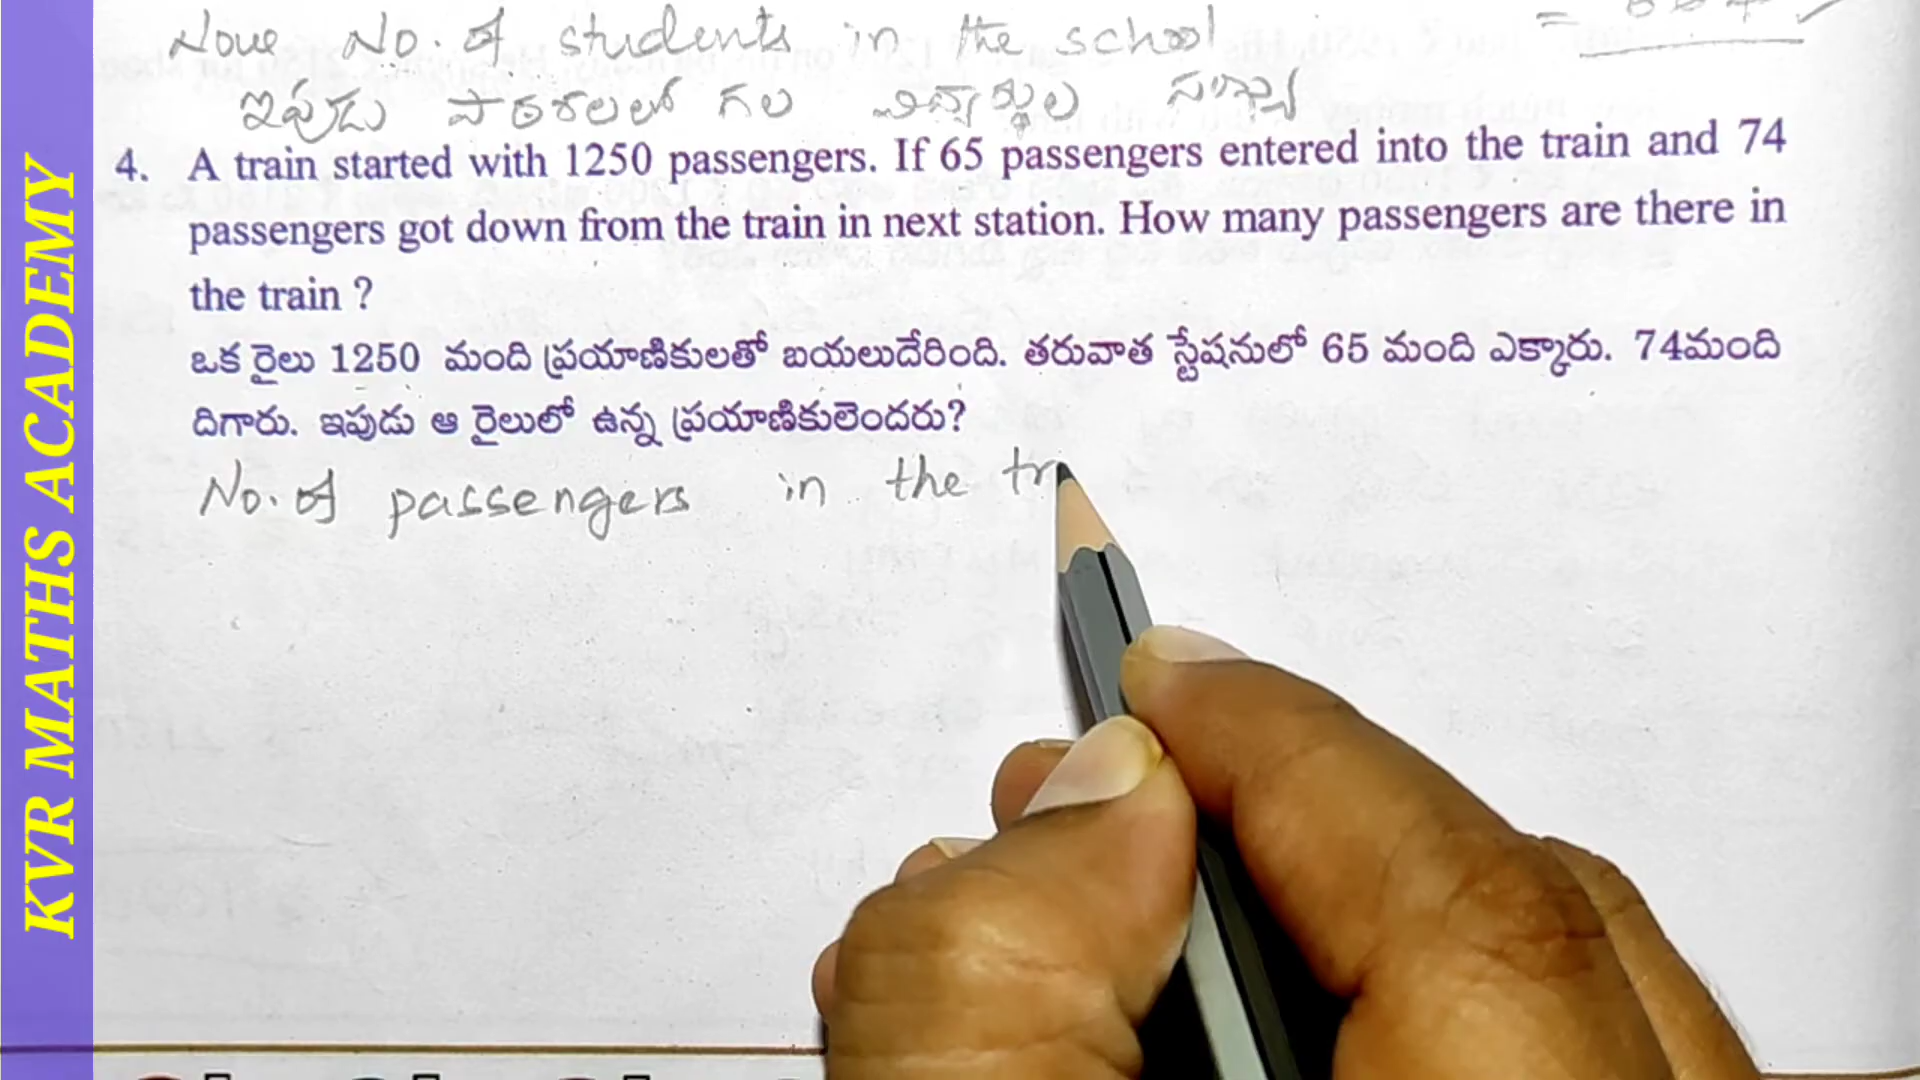 Now No. of students in the school
ఇపుడు పాఠశాలలో గల విద్యార్థుల సంఖ్య
4. A train started with 1250 passengers. If 65 passengers entered into the train and 74
passengers got down from the train in next station. How many passengers are there in
the train ?
ఒక రైలు 1250 మంది ప్రయాణికులతో బయలుదేరింది. తరువాత స్టేషనులో 65 మంది ఎక్కారు. 74మంది
దిగారు. ఇపుడు ఆ రైలులో ఉన్న ప్రయాణికులెందరు?
No. of passengers in the tr
KVR MATHS ACADEMY